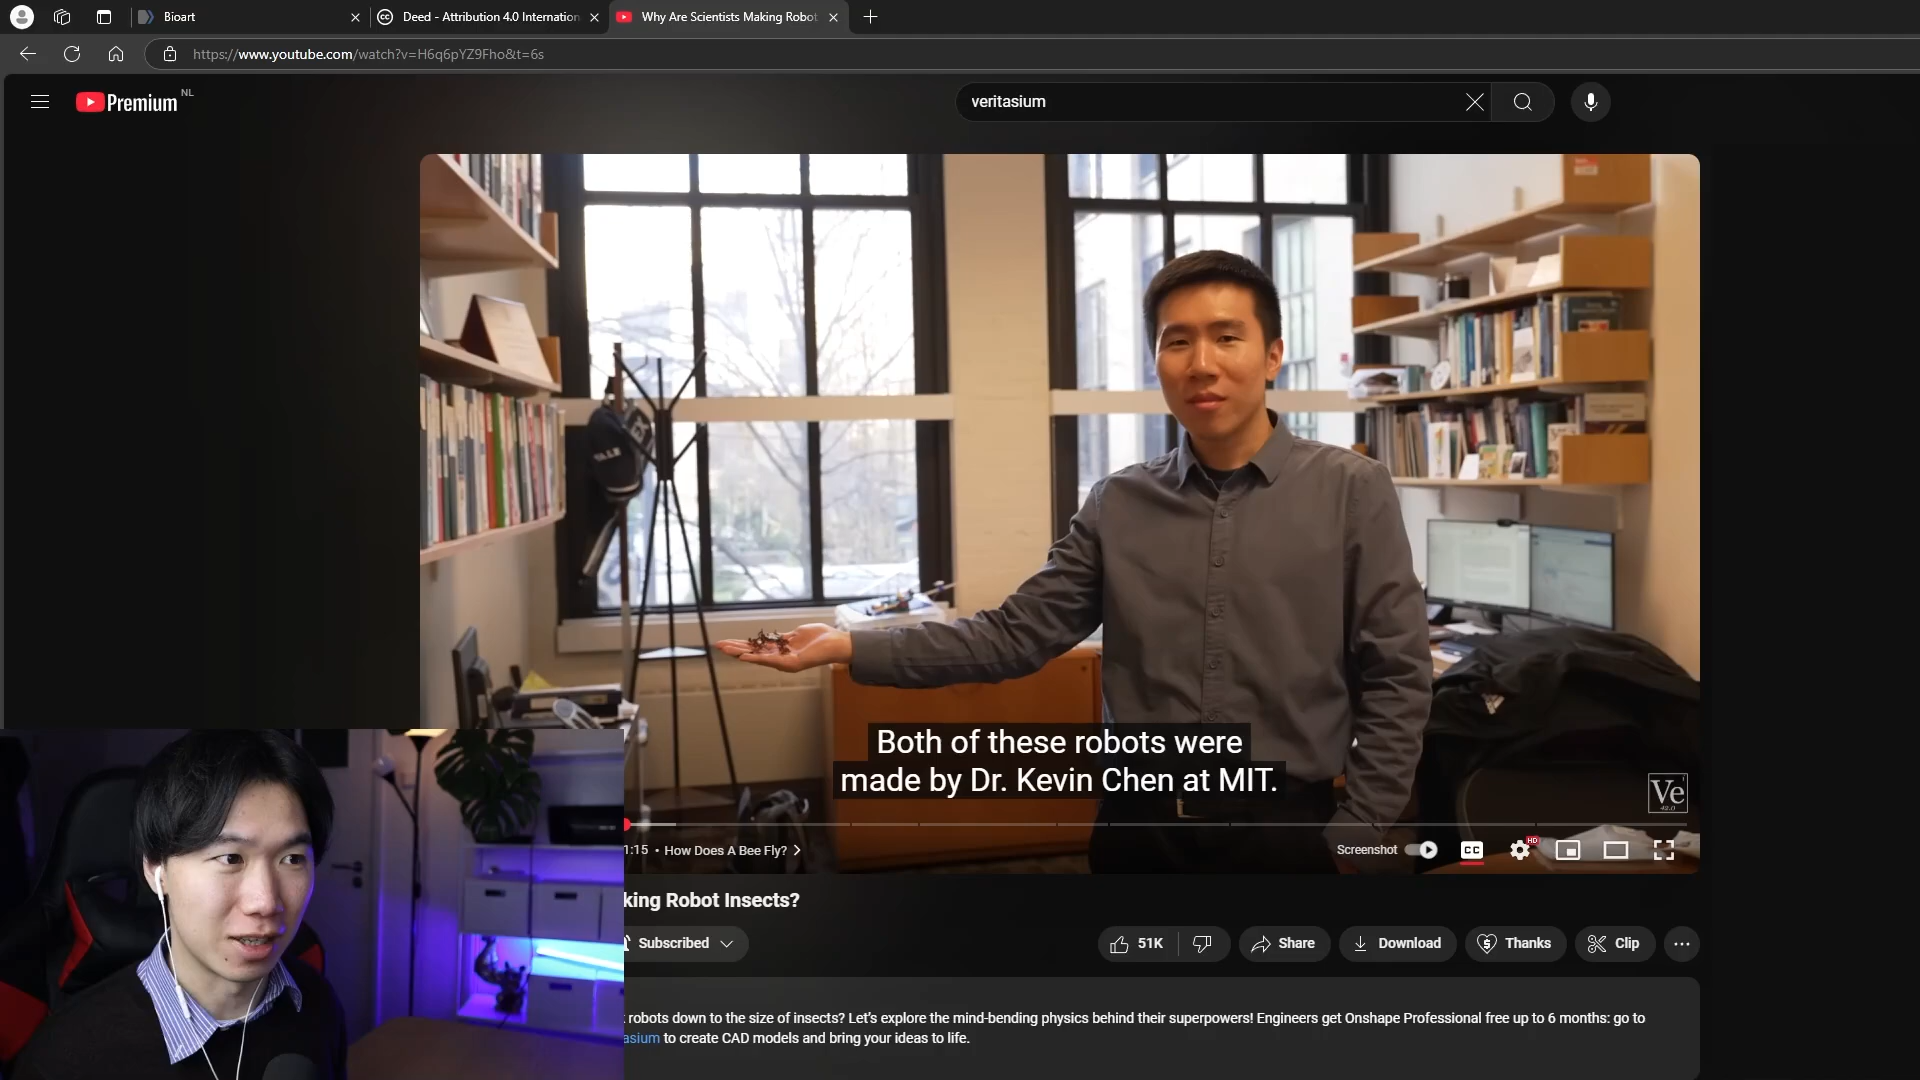 Bioart
Deed - Attribution 4.0 Internation
Why Are Scientists Making Robot
https://www.youtube.com/watch?v=H6q6pYZ9Fho&t=6s
Premium NL
veritasium
Both of these robots were
made by Dr. Kevin Chen at MIT.
Ve
42.0
1:15 • How Does A Bee Fly?
Screenshot
CC
HD
king Robot Insects?
Subscribed
51K
Share
Download
Thanks
Clip
robots down to the size of insects? Let's explore the mind-bending physics behind their superpowers! Engineers get Onshape Professional free up to 6 months: go to
asium to create CAD models and bring your ideas to life.